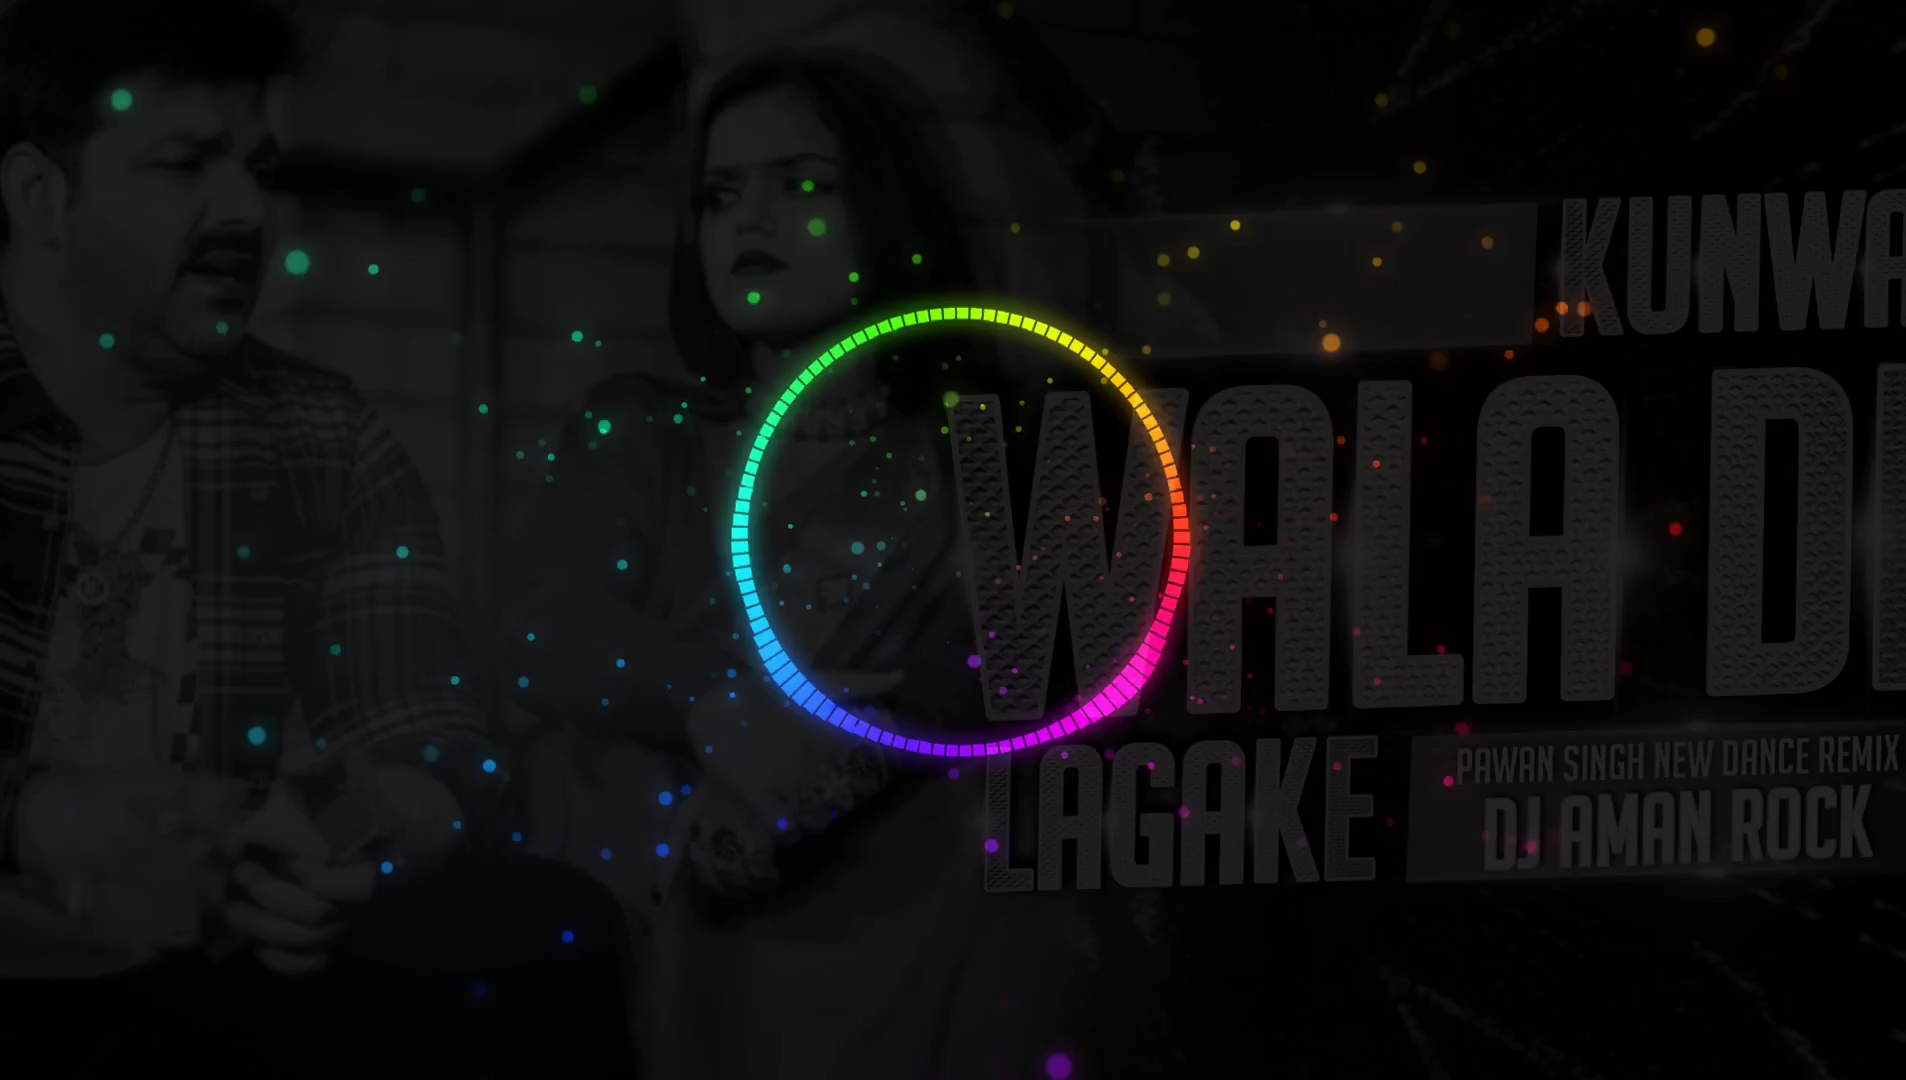 KUNWA
WALA D
LAGAKE
PAWAN SINGH NEW DANCE REMIX
DJ AMAN ROCK